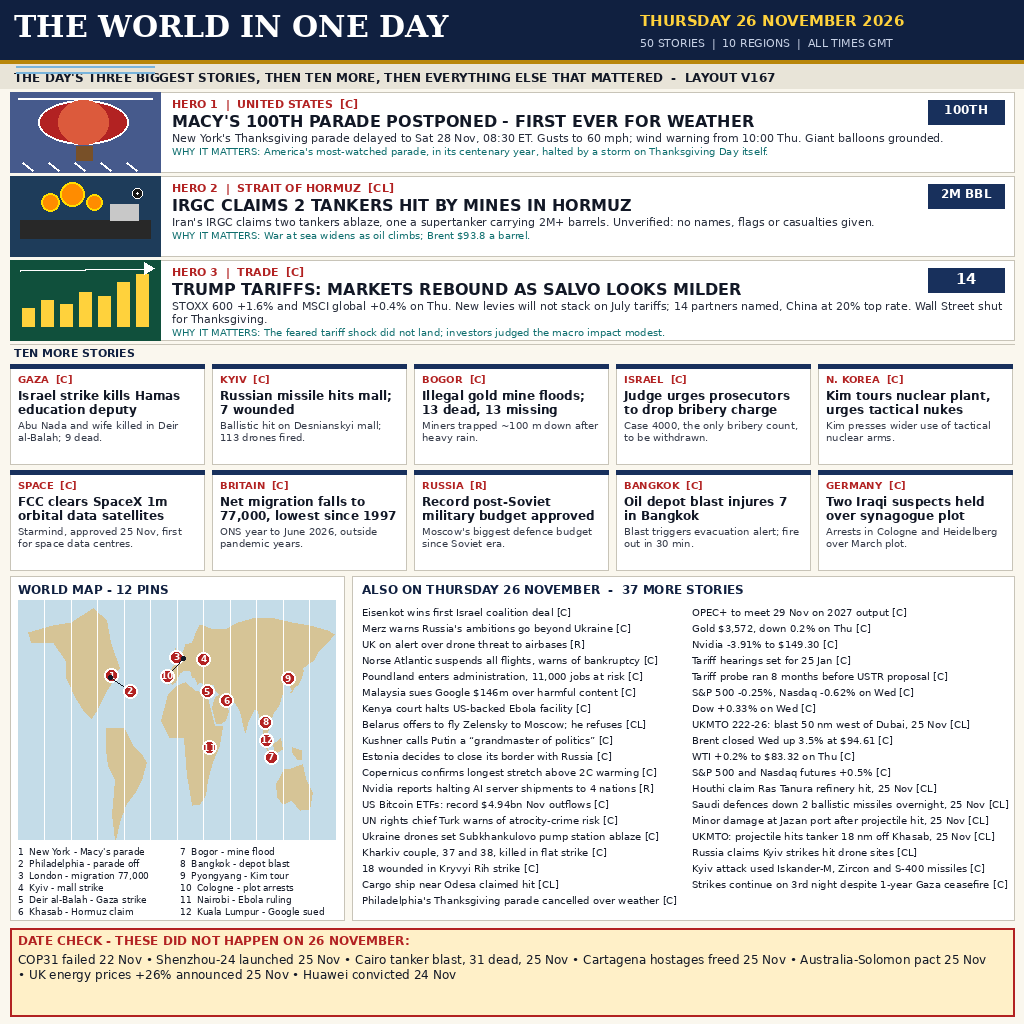 THE WORLD IN ONE DAY
THURSDAY 26 NOVEMBER 2026
50 STORIES | 10 REGIONS | ALL TIMES GMT
THE DAY'S THREE BIGGEST STORIES, THEN TEN MORE, THEN EVERYTHING ELSE THAT MATTERED - LAYOUT V167
HERO 1 | UNITED STATES [C]
MACY'S 100TH PARADE POSTPONED - FIRST EVER FOR WEATHER
100TH
New York's Thanksgiving parade delayed to Sat 28 Nov, 08:30 ET. Gusts to 60 mph; wind warning from 10:00 Thu. Giant balloons grounded.
WHY IT MATTERS: America's most-watched parade, in its centenary year, halted by a storm on Thanksgiving Day itself.
HERO 2 | STRAIT OF HORMUZ [CL]
IRGC CLAIMS 2 TANKERS HIT BY MINES IN HORMUZ
2M BBL
Iran's IRGC claims two tankers ablaze, one a supertanker carrying 2M+ barrels. Unverified: no names, flags or casualties given.
WHY IT MATTERS: War at sea widens as oil climbs; Brent $93.8 a barrel.
HERO 3 | TRADE [C]
TRUMP TARIFFS: MARKETS REBOUND AS SALVO LOOKS MILDER
14
STOXX 600 +1.6% and MSCI global +0.4% on Thu. New levies will not stack on July tariffs; 14 partners named, China at 20% top rate. Wall Street shut
for Thanksgiving.
WHY IT MATTERS: The feared tariff shock did not land; investors judged the macro impact modest.
TEN MORE STORIES
GAZA [C]
Israel strike kills Hamas
education deputy
Abu Nada and wife killed in Deir
al-Balah; 9 dead.
KYIV [C]
Russian missile hits mall;
7 wounded
Ballistic hit on Desnianskyi mall;
113 drones fired.
BOGOR [R]
Illegal gold mine floods;
13 dead, 13 missing
Miners trapped ~100 m down after
heavy rain.
ISRAEL [C]
Judge urges prosecutors
to drop bribery charge
Case 4000, the only bribery count,
to be withdrawn.
N. KOREA [C]
Kim tours nuclear plant,
urges tactical nukes
Kim presses wider use of tactical
nuclear arms.
SPACE [C]
FCC clears SpaceX 1m
orbital data satellites
Starmind, approved 25 Nov, first
for space data centres.
BRITAIN [C]
Net migration falls to
77,000, lowest since 1997
ONS year to June 2026, outside
pandemic years.
RUSSIA [R]
Record post-Soviet
military budget approved
Moscow's biggest defence budget
since Soviet era.
BANGKOK [C]
Oil depot blast injures 7
in Bangkok
Blast triggers evacuation alert; fire
out in 30 min.
GERMANY [C]
Two Iraqi suspects held
over synagogue plot
Arrests in Cologne and Heidelberg
over March plot.
WORLD MAP - 12 PINS
1
2
3
4
5
6
7
8
9
10
11
12
1 New York - Macy's parade
2 Philadelphia - parade off
3 London - migration 77,000
4 Kyiv - mall strike
5 Deir al-Balah - Gaza strike
6 Khasab - Hormuz claim
7 Bogor - mine flood
8 Bangkok - depot blast
9 Pyongyang - Kim tour
10 Cologne - plot arrests
11 Nairobi - Ebola ruling
12 Kuala Lumpur - Google sued
ALSO ON THURSDAY 26 NOVEMBER - 37 MORE STORIES
Eisenkot wins first Israel coalition deal [C]
Merz warns Russia's ambitions go beyond Ukraine [C]
UK on alert over drone threat to airbases [R]
Norse Atlantic suspends all flights, warns of bankruptcy [C]
Poundland enters administration, 11,000 jobs at risk [C]
Malaysia sues Google $146m over harmful content [C]
Kenya court halts US-backed Ebola facility [C]
Belarus offers to fly Zelensky to Moscow; he refuses [CL]
Kushner calls Putin a “grandmaster of politics” [C]
Estonia decides to close its border with Russia [C]
Copernicus confirms longest stretch above 2C warming [C]
Nvidia reports halting AI server shipments to 4 nations [R]
US Bitcoin ETFs: record $4.94bn Nov outflows [C]
UN rights chief Turk warns of atrocity-crime risk [C]
Ukraine drones set Subkhankulovo pump station ablaze [C]
Kharkiv couple, 37 and 38, killed in flat strike [C]
18 wounded in Kryvyi Rih strike [C]
Cargo ship near Odesa claimed hit [CL]
Philadelphia's Thanksgiving parade cancelled over weather [C]
OPEC+ to meet 29 Nov on 2027 output [C]
Gold $3,572, down 0.2% on Thu [C]
Nvidia -3.91% to $149.30 [C]
Tariff hearings set for 25 Jan [C]
Tariff probe ran 8 months before USTR proposal [C]
S&P 500 -0.25%, Nasdaq -0.62% on Wed [C]
Dow +0.33% on Wed [C]
UKMTO 222-26: blast 50 nm west of Dubai, 25 Nov [CL]
Brent closed Wed up 3.5% at $94.61 [C]
WTI +0.2% to $83.32 on Thu [C]
S&P 500 and Nasdaq futures +0.5% [C]
Houthi claim Ras Tanura refinery hit, 25 Nov [CL]
Saudi defences down 2 ballistic missiles overnight, 25 Nov [CL]
Minor damage at Jazan port after projectile hit, 25 Nov [CL]
UKMTO: projectile hits tanker 18 nm off Khasab, 25 Nov [CL]
Russia claims Kyiv strikes hit drone sites [CL]
Kyiv attack used Iskander-M, Zircon and S-400 missiles [C]
Strikes continue on 3rd night despite 1-year Gaza ceasefire [C]
DATE CHECK - THESE DID NOT HAPPEN ON 26 NOVEMBER:
COP31 failed 22 Nov • Shenzhou-24 launched 25 Nov • Cairo tanker blast, 31 dead, 25 Nov • Cartagena hostages freed 25 Nov • Australia-Solomon pact 25 Nov
• UK energy prices +26% announced 25 Nov • Huawei convicted 24 Nov